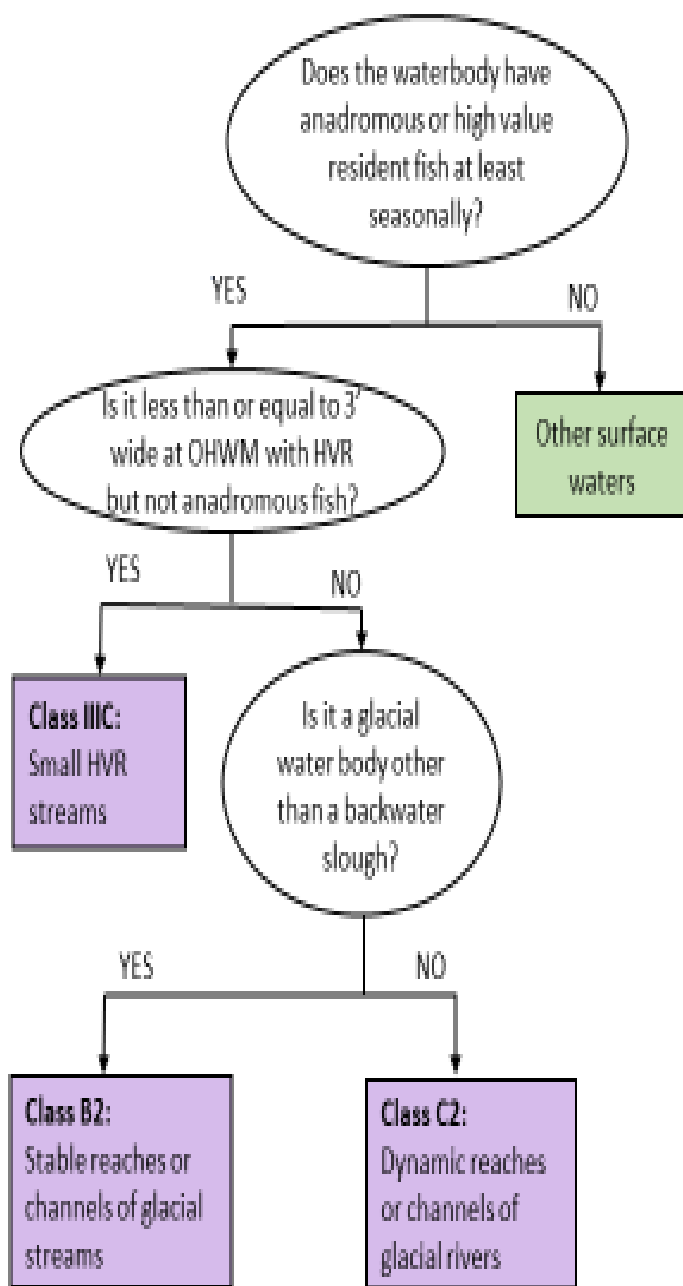 Does the waterbody have
anadromous or high value
resident fish at least
seasonally?
YES
NO
Is it less than or equal to 3'
wide at OHWM with HVR
but not anadromous fish?
Other surface
waters
YES
NO
Class IIIC:
Small HVR
streams
Is it a glacial
water body other
than a backwater
slough?
YES
NO
Class B2:
Stable reaches or
channels of glacial
streams
Class C2:
Dynamic reaches
or channels of
glacial rivers